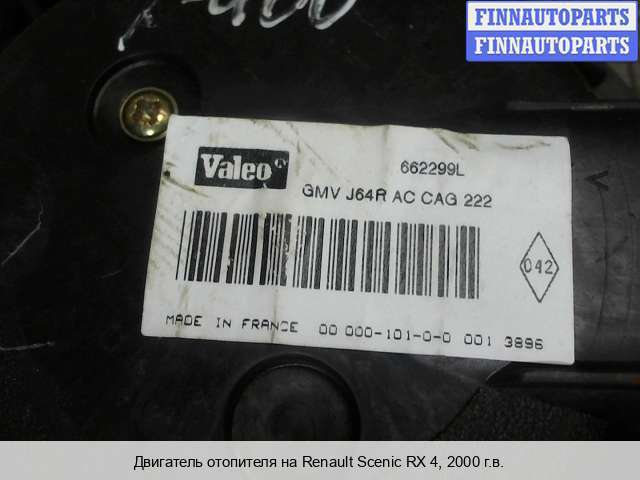 FINNAUTOPARTS
FINNAUTOPARTS
Valeo
662299L
GMV J64R AC CAG 222
042
MADE IN FRANCE 00 000-101-0-0 001 3896
Двигатель отопителя на Renault Scenic RX 4, 2000 г.в.